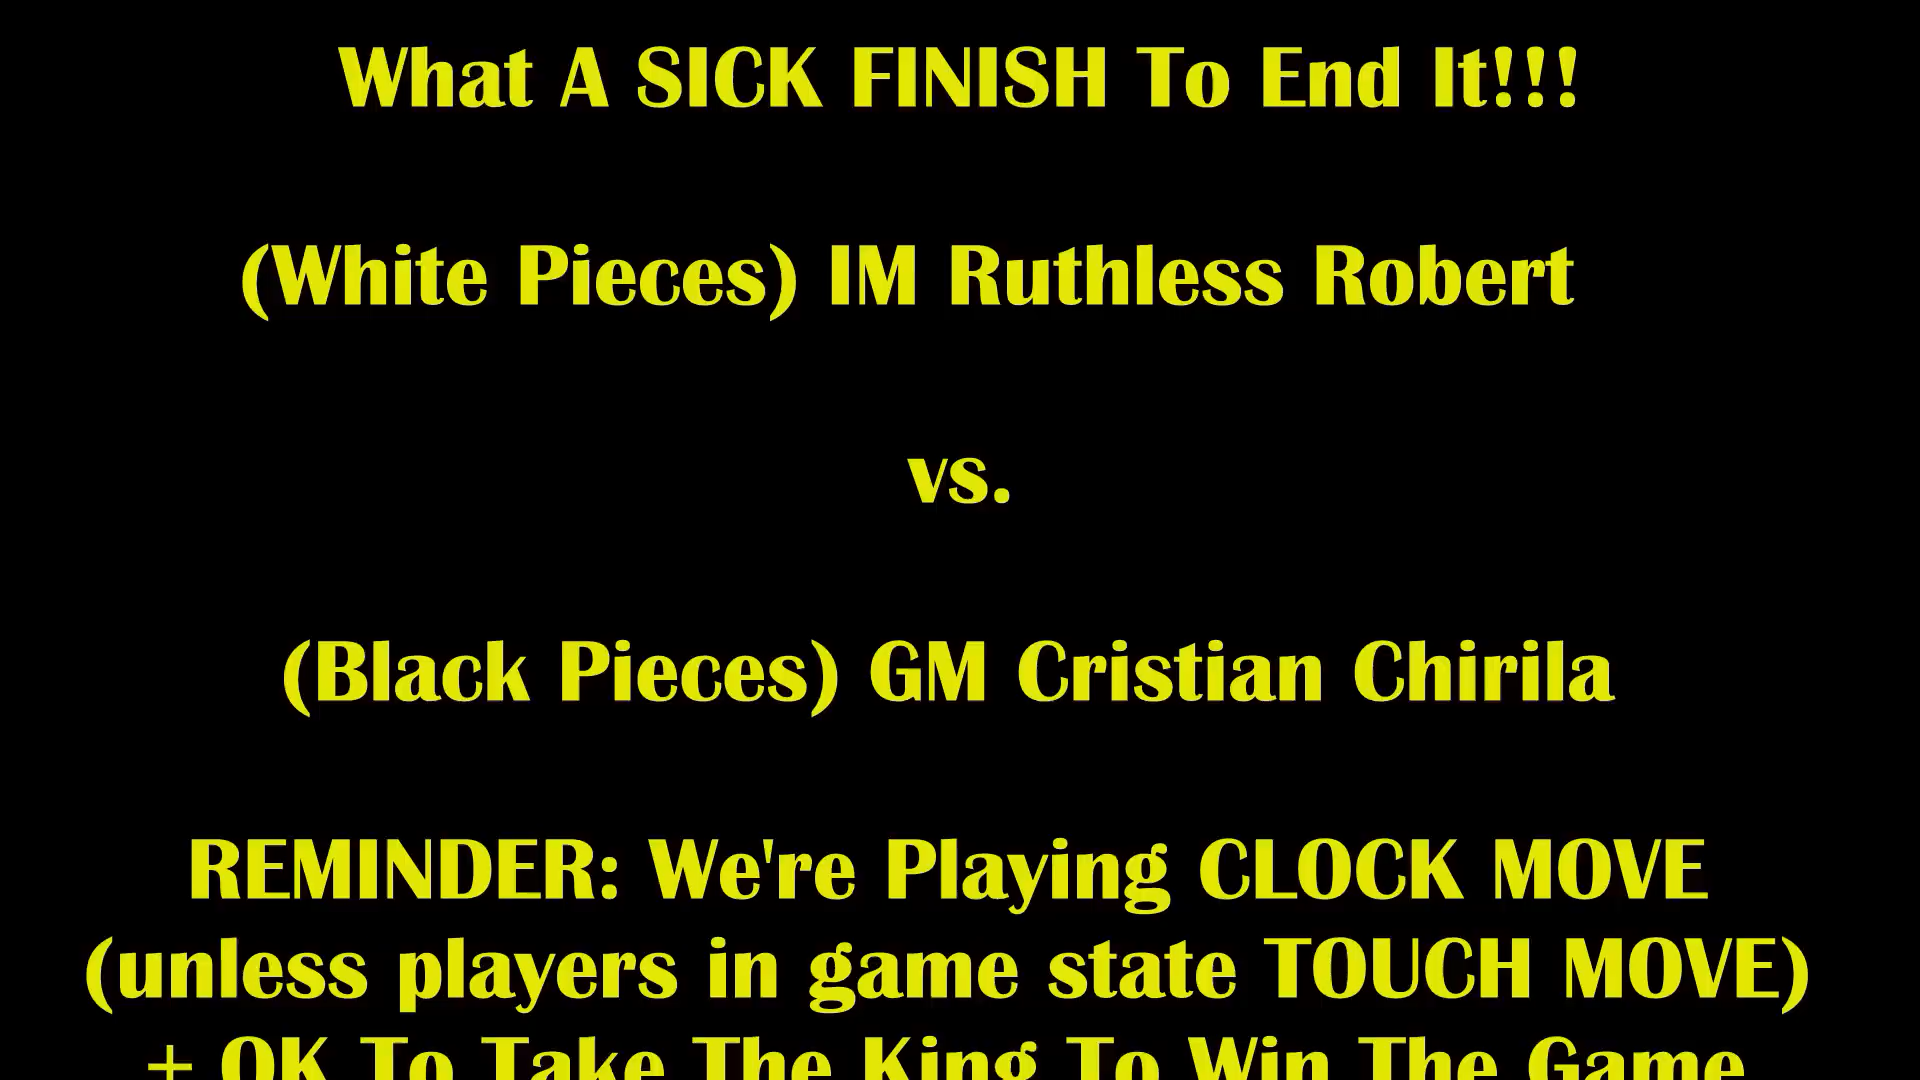 What A SICK FINISH To End It!!!
(White Pieces) IM Ruthless Robert
vs.
(Black Pieces) GM Cristian Chirila
REMINDER: We're Playing CLOCK MOVE
(unless players in game state TOUCH MOVE)
+ OK To Take The King To Win The Game